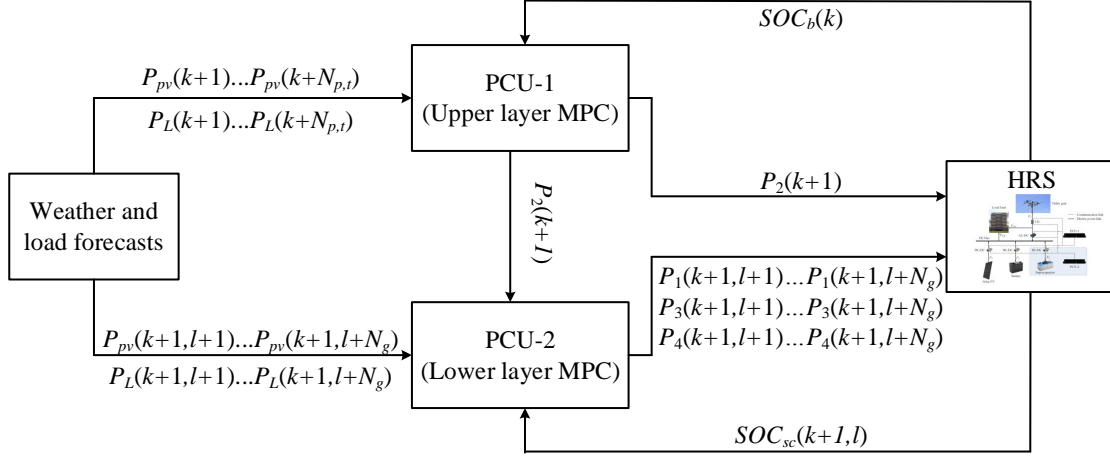 SOC_b(k)
P_pv(k+1)...P_pv(k+N_p,t)
P_L(k+1)...P_L(k+N_p,t)
PCU-1
(Upper layer MPC)
P_2(k+1)
HRS
Weather and
load forecasts
P_2(k+1)
P_1(k+1,l+1)...P_1(k+1,l+N_g)
P_3(k+1,l+1)...P_3(k+1,l+N_g)
P_4(k+1,l+1)...P_4(k+1,l+N_g)
P_pv(k+1,l+1)...P_pv(k+1,l+N_g)
P_L(k+1,l+1)...P_L(k+1,l+N_g)
PCU-2
(Lower layer MPC)
SOC_sc(k+1,l)